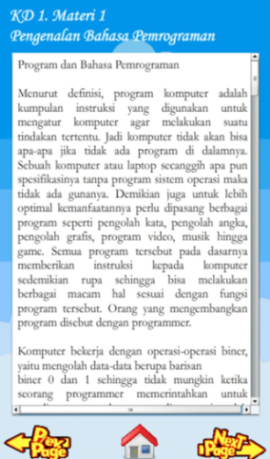 KD 1. Materi 1
Pengenalan Bahasa Pemrograman
Program dan Bahasa Pemrograman
Menurut definisi, program komputer adalah
kumpulan instruksi yang digunakan untuk
mengatur komputer agar melakukan suatu
tindakan tertentu. Jadi komputer tidak akan bisa
apa-apa jika tidak ada program di dalamnya.
Sebuah komputer atau laptop secanggih apa pun
spesifikasinya tanpa program sistem operasi maka
tidak ada gunanya. Demikian juga untuk lebih
optimal kemanfaatannya perlu dipasang berbagai
program seperti pengolah kata, pengolah angka,
pengolah grafis, program video, musik hingga
game. Semua program tersebut pada dasarnya
memberikan instruksi kepada komputer
sedemikian rupa sehingga bisa melakukan
berbagai macam hal sesuai dengan fungsi
program tersebut. Orang yang mengembangkan
program disebut dengan programmer.
Komputer bekerja dengan operasi-operasi biner,
yaitu mengolah data-data berupa barisan
biner 0 dan 1 sehingga tidak mungkin ketika
seorang programmer memerintahkan untuk
Prev Page
Next Page